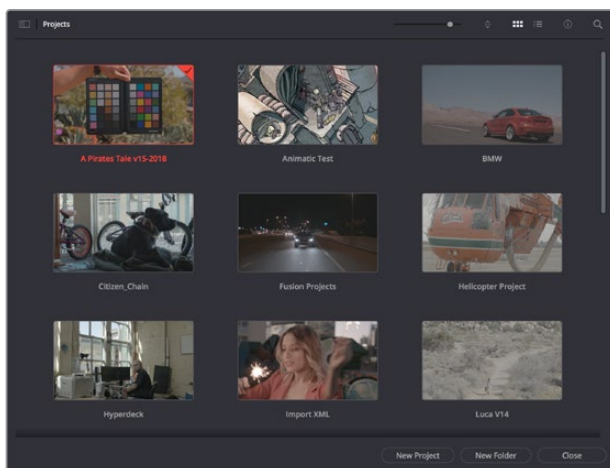 Projects
A Pirates Tale v15-2018
Animatic Test
BMW
Citizen_Chain
Fusion Projects
Helicopter Project
Hyperdeck
Import XML
Luca V14
New Project
New Folder
Close